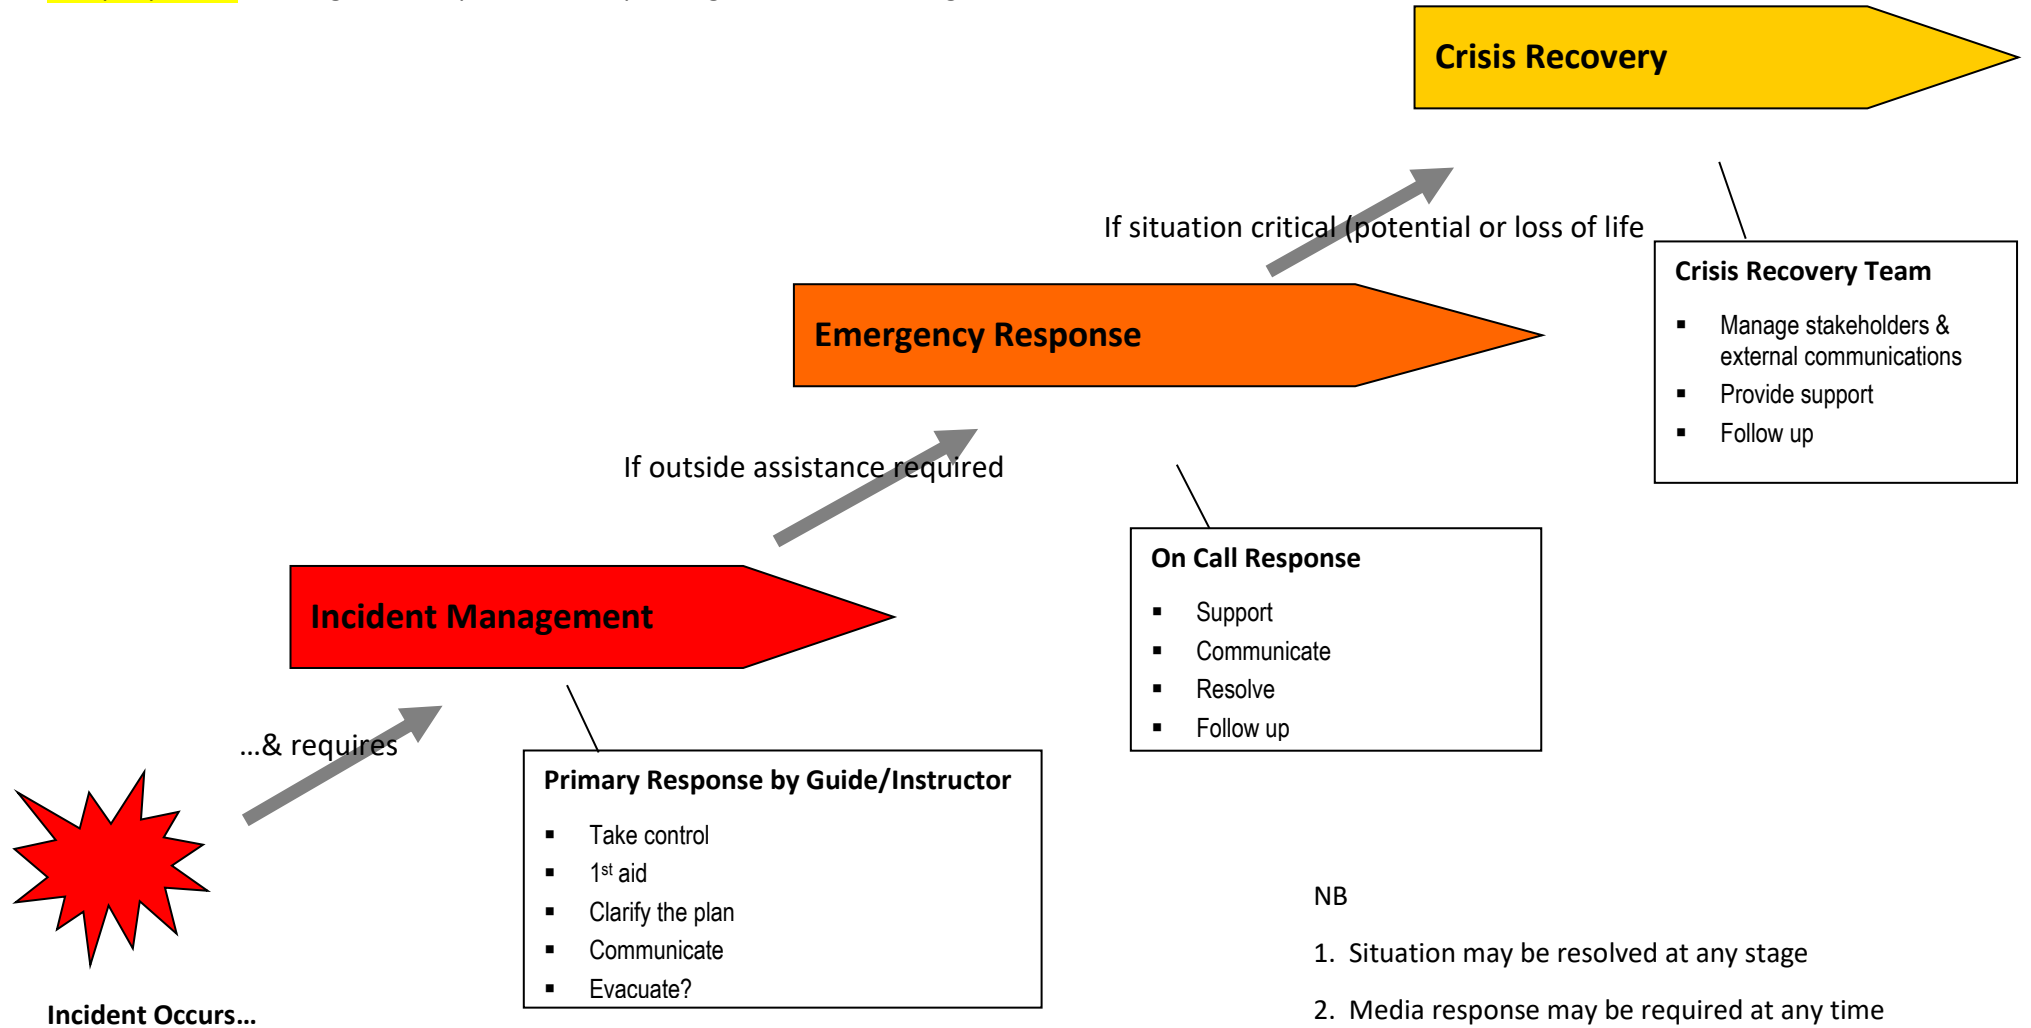 Crisis Recovery
If situation critical (potential or loss of life
Crisis Recovery Team
▪ Manage stakeholders &
external communications
▪ Provide support
▪ Follow up
Emergency Response
If outside assistance required
On Call Response
▪ Support
▪ Communicate
▪ Resolve
▪ Follow up
Incident Management
...& requires
Primary Response by Guide/Instructor
▪ Take control
▪ 1st aid
▪ Clarify the plan
▪ Communicate
▪ Evacuate?
Incident Occurs...
NB
1. Situation may be resolved at any stage
2. Media response may be required at any time